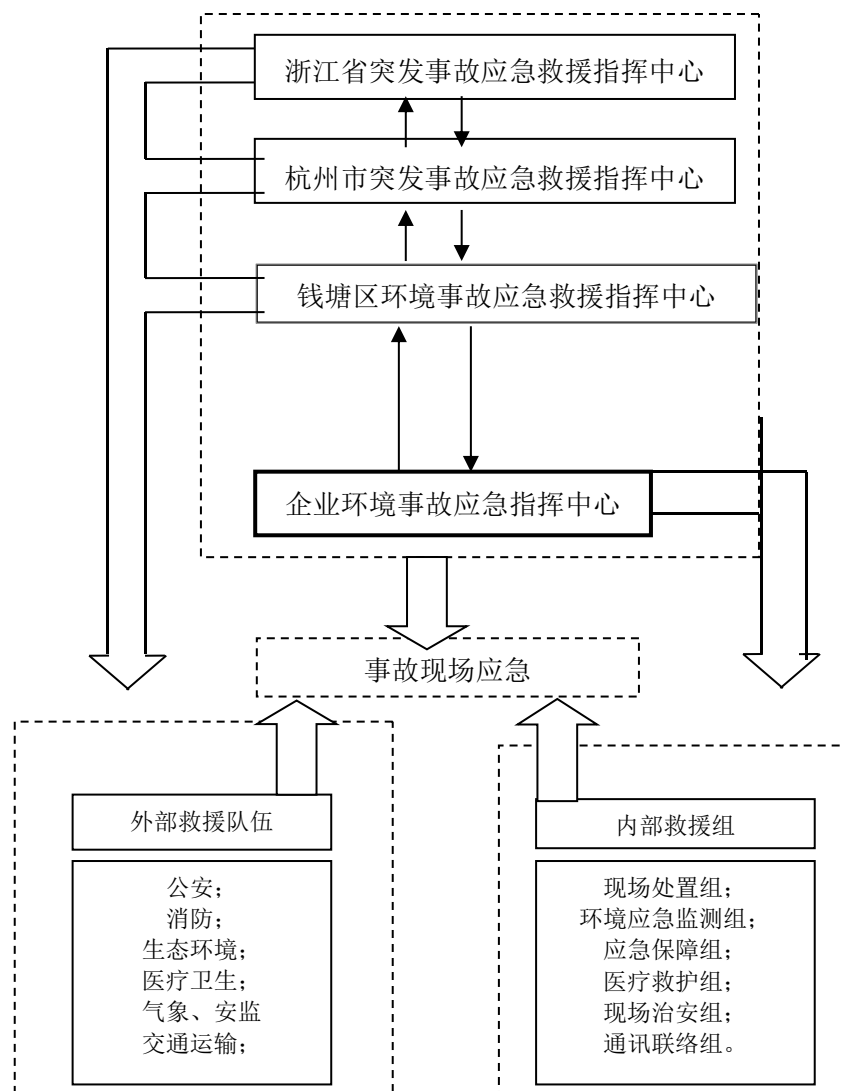 浙江省突发事故应急救援指挥中心
杭州市突发事故应急救援指挥中心
钱塘区环境事故应急救援指挥中心
企业环境事故应急指挥中心
事故现场应急
外部救援队伍
公安；
消防；
生态环境；
医疗卫生；
气象、安监
交通运输；
内部救援组
现场处置组；
环境应急监测组；
应急保障组；
医疗救护组；
现场治安组；
通讯联络组。